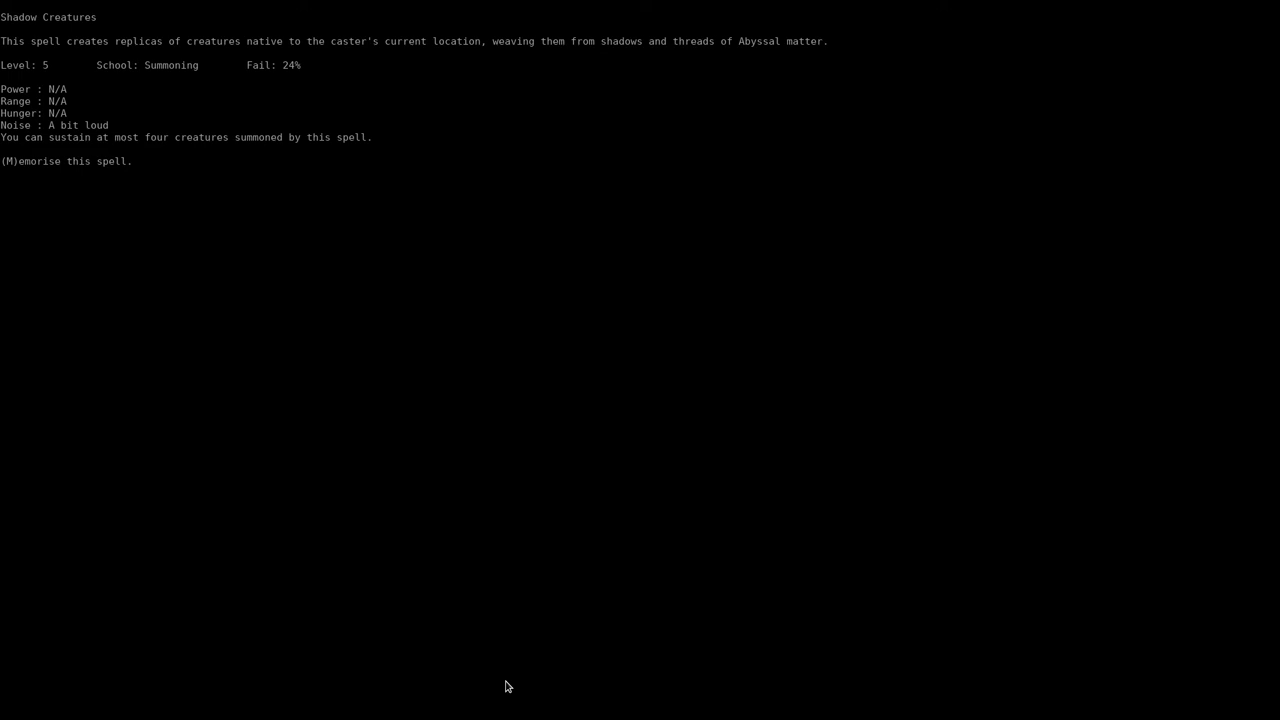 Shadow Creatures
This spell creates replicas of creatures native to the caster's current location, weaving them from shadows and threads of Abyssal matter.
Level: 5        School: Summoning        Fail: 24%
Power : N/A
Range : N/A
Hunger: N/A
Noise : A bit loud
You can sustain at most four creatures summoned by this spell.
(M)emorise this spell.